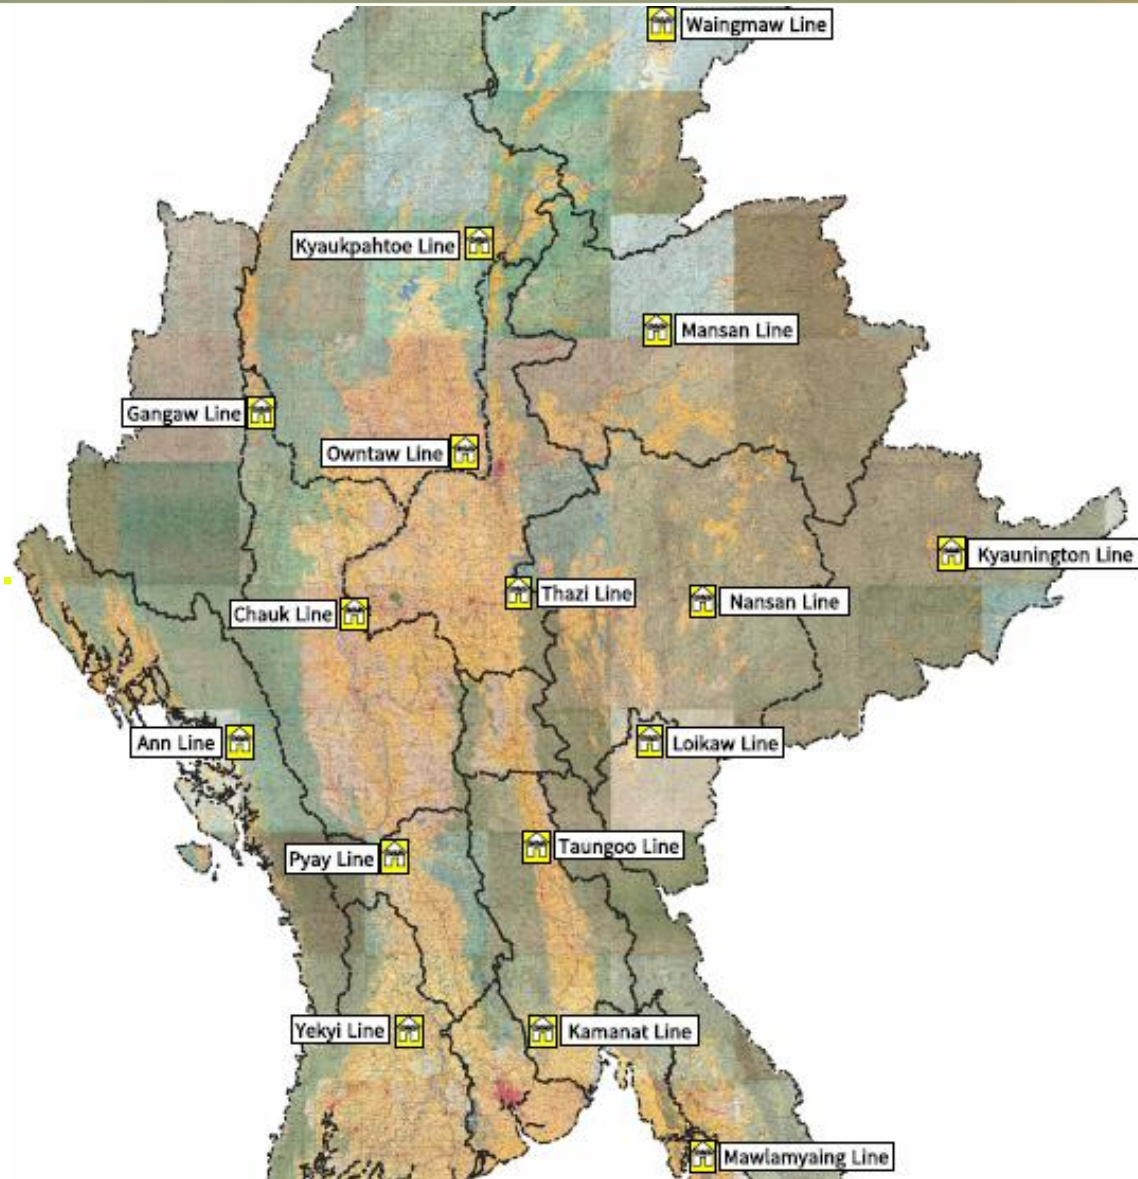 Waingmaw Line
Kyaukpahtoe Line
Mansan Line
Gangaw Line
Owntaw Line
Kyaunington Line
Thazi Line
Nansan Line
Chauk Line
Ann Line
Loikaw Line
Pyay Line
Taungoo Line
Yekyi Line
Kamanat Line
Mawlamyaing Line